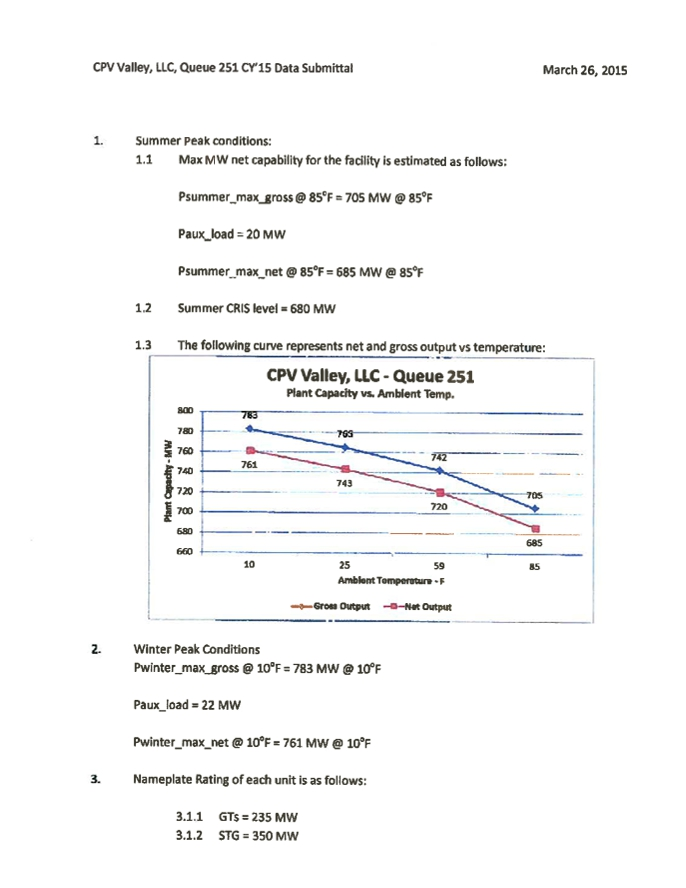 CPV Valley, LLC, Queue 251 CY'15 Data Submittal March 26, 2015
1. Summer Peak conditions:
1.1 Max MW net capability for the facility is estimated as follows:
Psummer_max_gross @ 85°F = 705 MW @ 85°F
Paux_load = 20 MW
Psummer_max_net @ 85°F = 685 MW @ 85°F
1.2 Summer CRIS level = 680 MW
1.3 The following curve represents net and gross output vs temperature:
CPV Valley, LLC - Queue 251
Plant Capacity vs. Ambient Temp.
Plant Capacity - MW
800
780
760
740
720
700
680
660
783
765
742
705
761
743
720
685
10 25 59 85
Ambient Temperature - F
Gross Output Net Output
2. Winter Peak Conditions
Pwinter_max_gross @ 10°F = 783 MW @ 10°F
Paux_load = 22 MW
Pwinter_max_net @ 10°F = 761 MW @ 10°F
3. Nameplate Rating of each unit is as follows:
3.1.1 GTs = 235 MW
3.1.2 STG = 350 MW